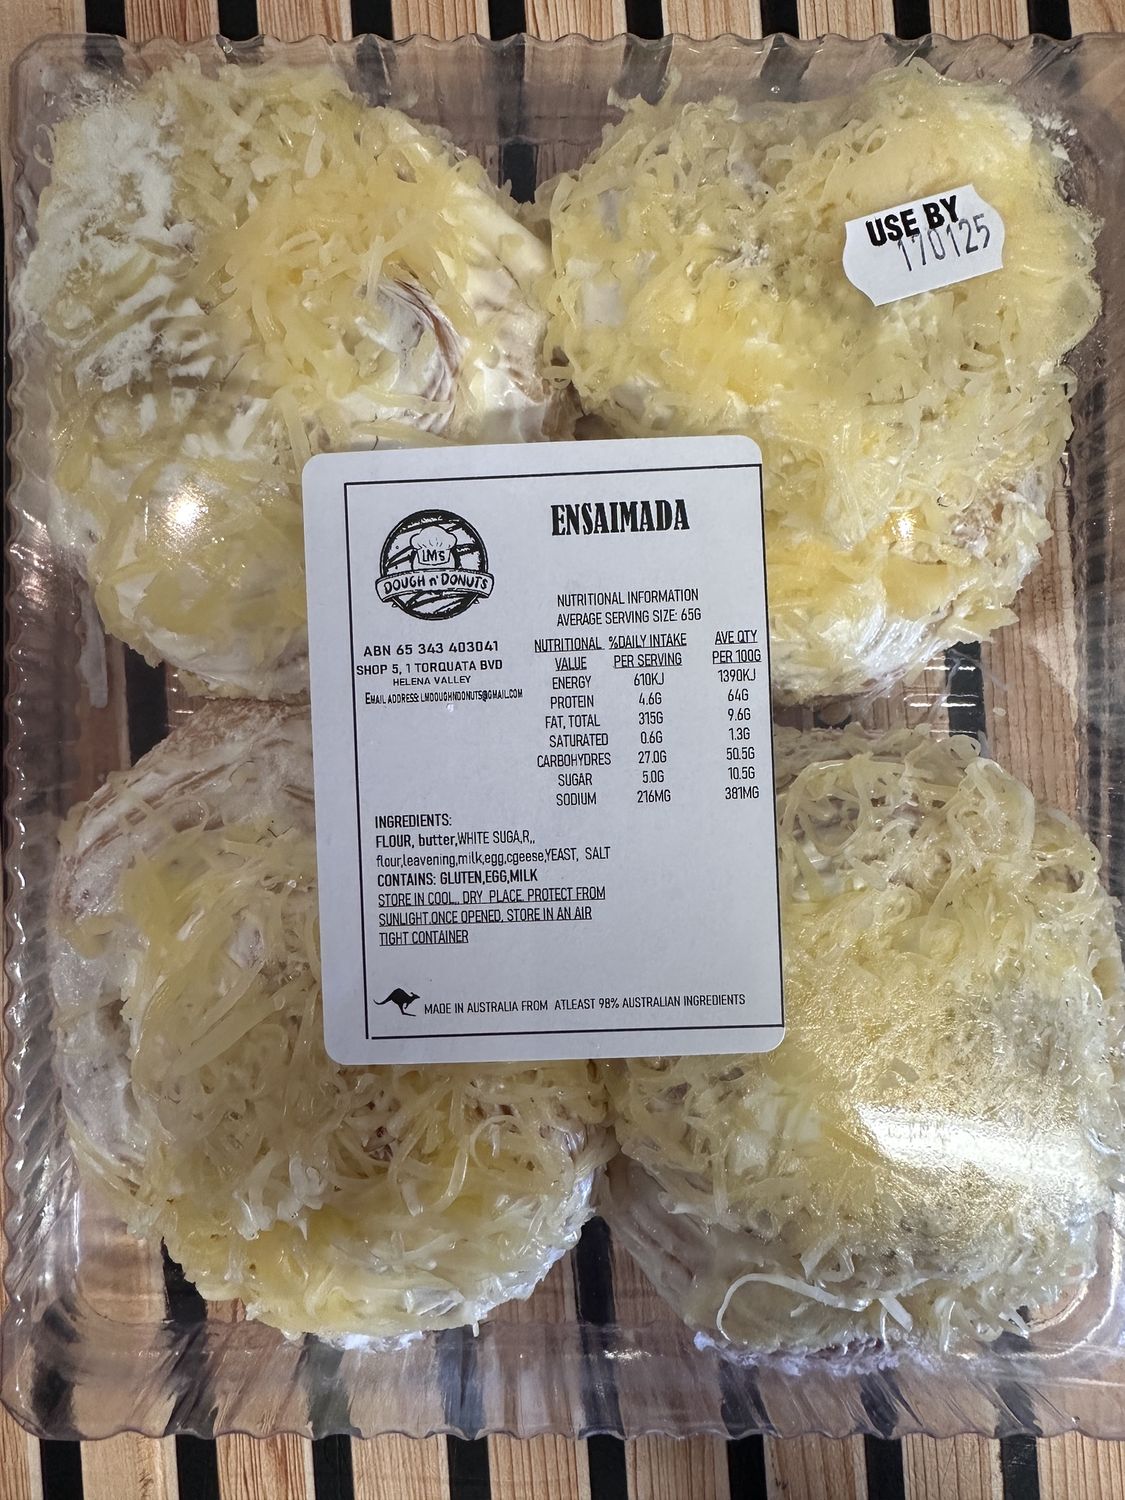 USE BY
170125
ENSAIMADA
LM's
DOUGH n' DONUTS
ABN 65 343 403041
SHOP 5, 1 TORQUATA BVD
HELENA VALLEY
EMAIL ADDRESS: LMDOUGHNDONUTS@GMAIL.COM
NUTRITIONAL INFORMATION
AVERAGE SERVING SIZE: 65G
NUTRITIONAL %DAILY INTAKE AVE QTY
VALUE PER SERVING PER 100G
ENERGY 610KJ 1390KJ
PROTEIN 4.6G 64G
FAT, TOTAL 315G 9.6G
SATURATED 0.6G 1.3G
CARBOHYDRES 27.0G 50.5G
SUGAR 5.0G 10.5G
SODIUM 216MG 381MG
INGREDIENTS:
FLOUR, butter,WHITE SUGA,R,,
flour,leavening,milk,egg,cgeese,YEAST, SALT
CONTAINS: GLUTEN,EGG,MILK
STORE IN COOL,. DRY PLACE. PROTECT FROM
SUNLIGHT.ONCE OPENED, STORE IN AN AIR
TIGHT CONTAINER
MADE IN AUSTRALIA FROM ATLEAST 98% AUSTRALIAN INGREDIENTS